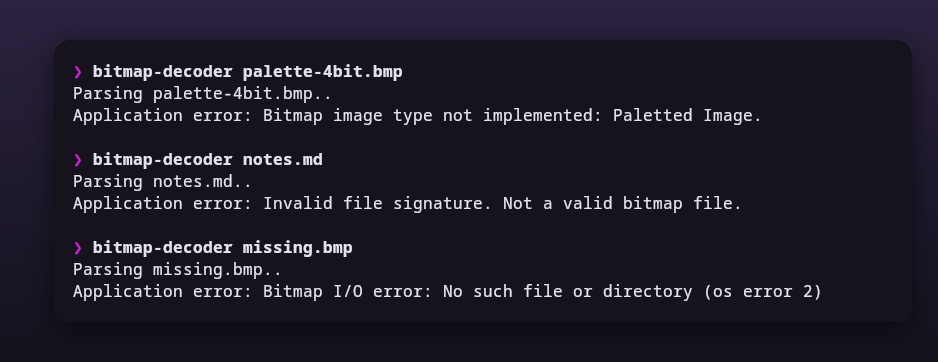 ❯ bitmap-decoder palette-4bit.bmp
Parsing palette-4bit.bmp..
Application error: Bitmap image type not implemented: Paletted Image.
❯ bitmap-decoder notes.md
Parsing notes.md..
Application error: Invalid file signature. Not a valid bitmap file.
❯ bitmap-decoder missing.bmp
Parsing missing.bmp..
Application error: Bitmap I/O error: No such file or directory (os error 2)